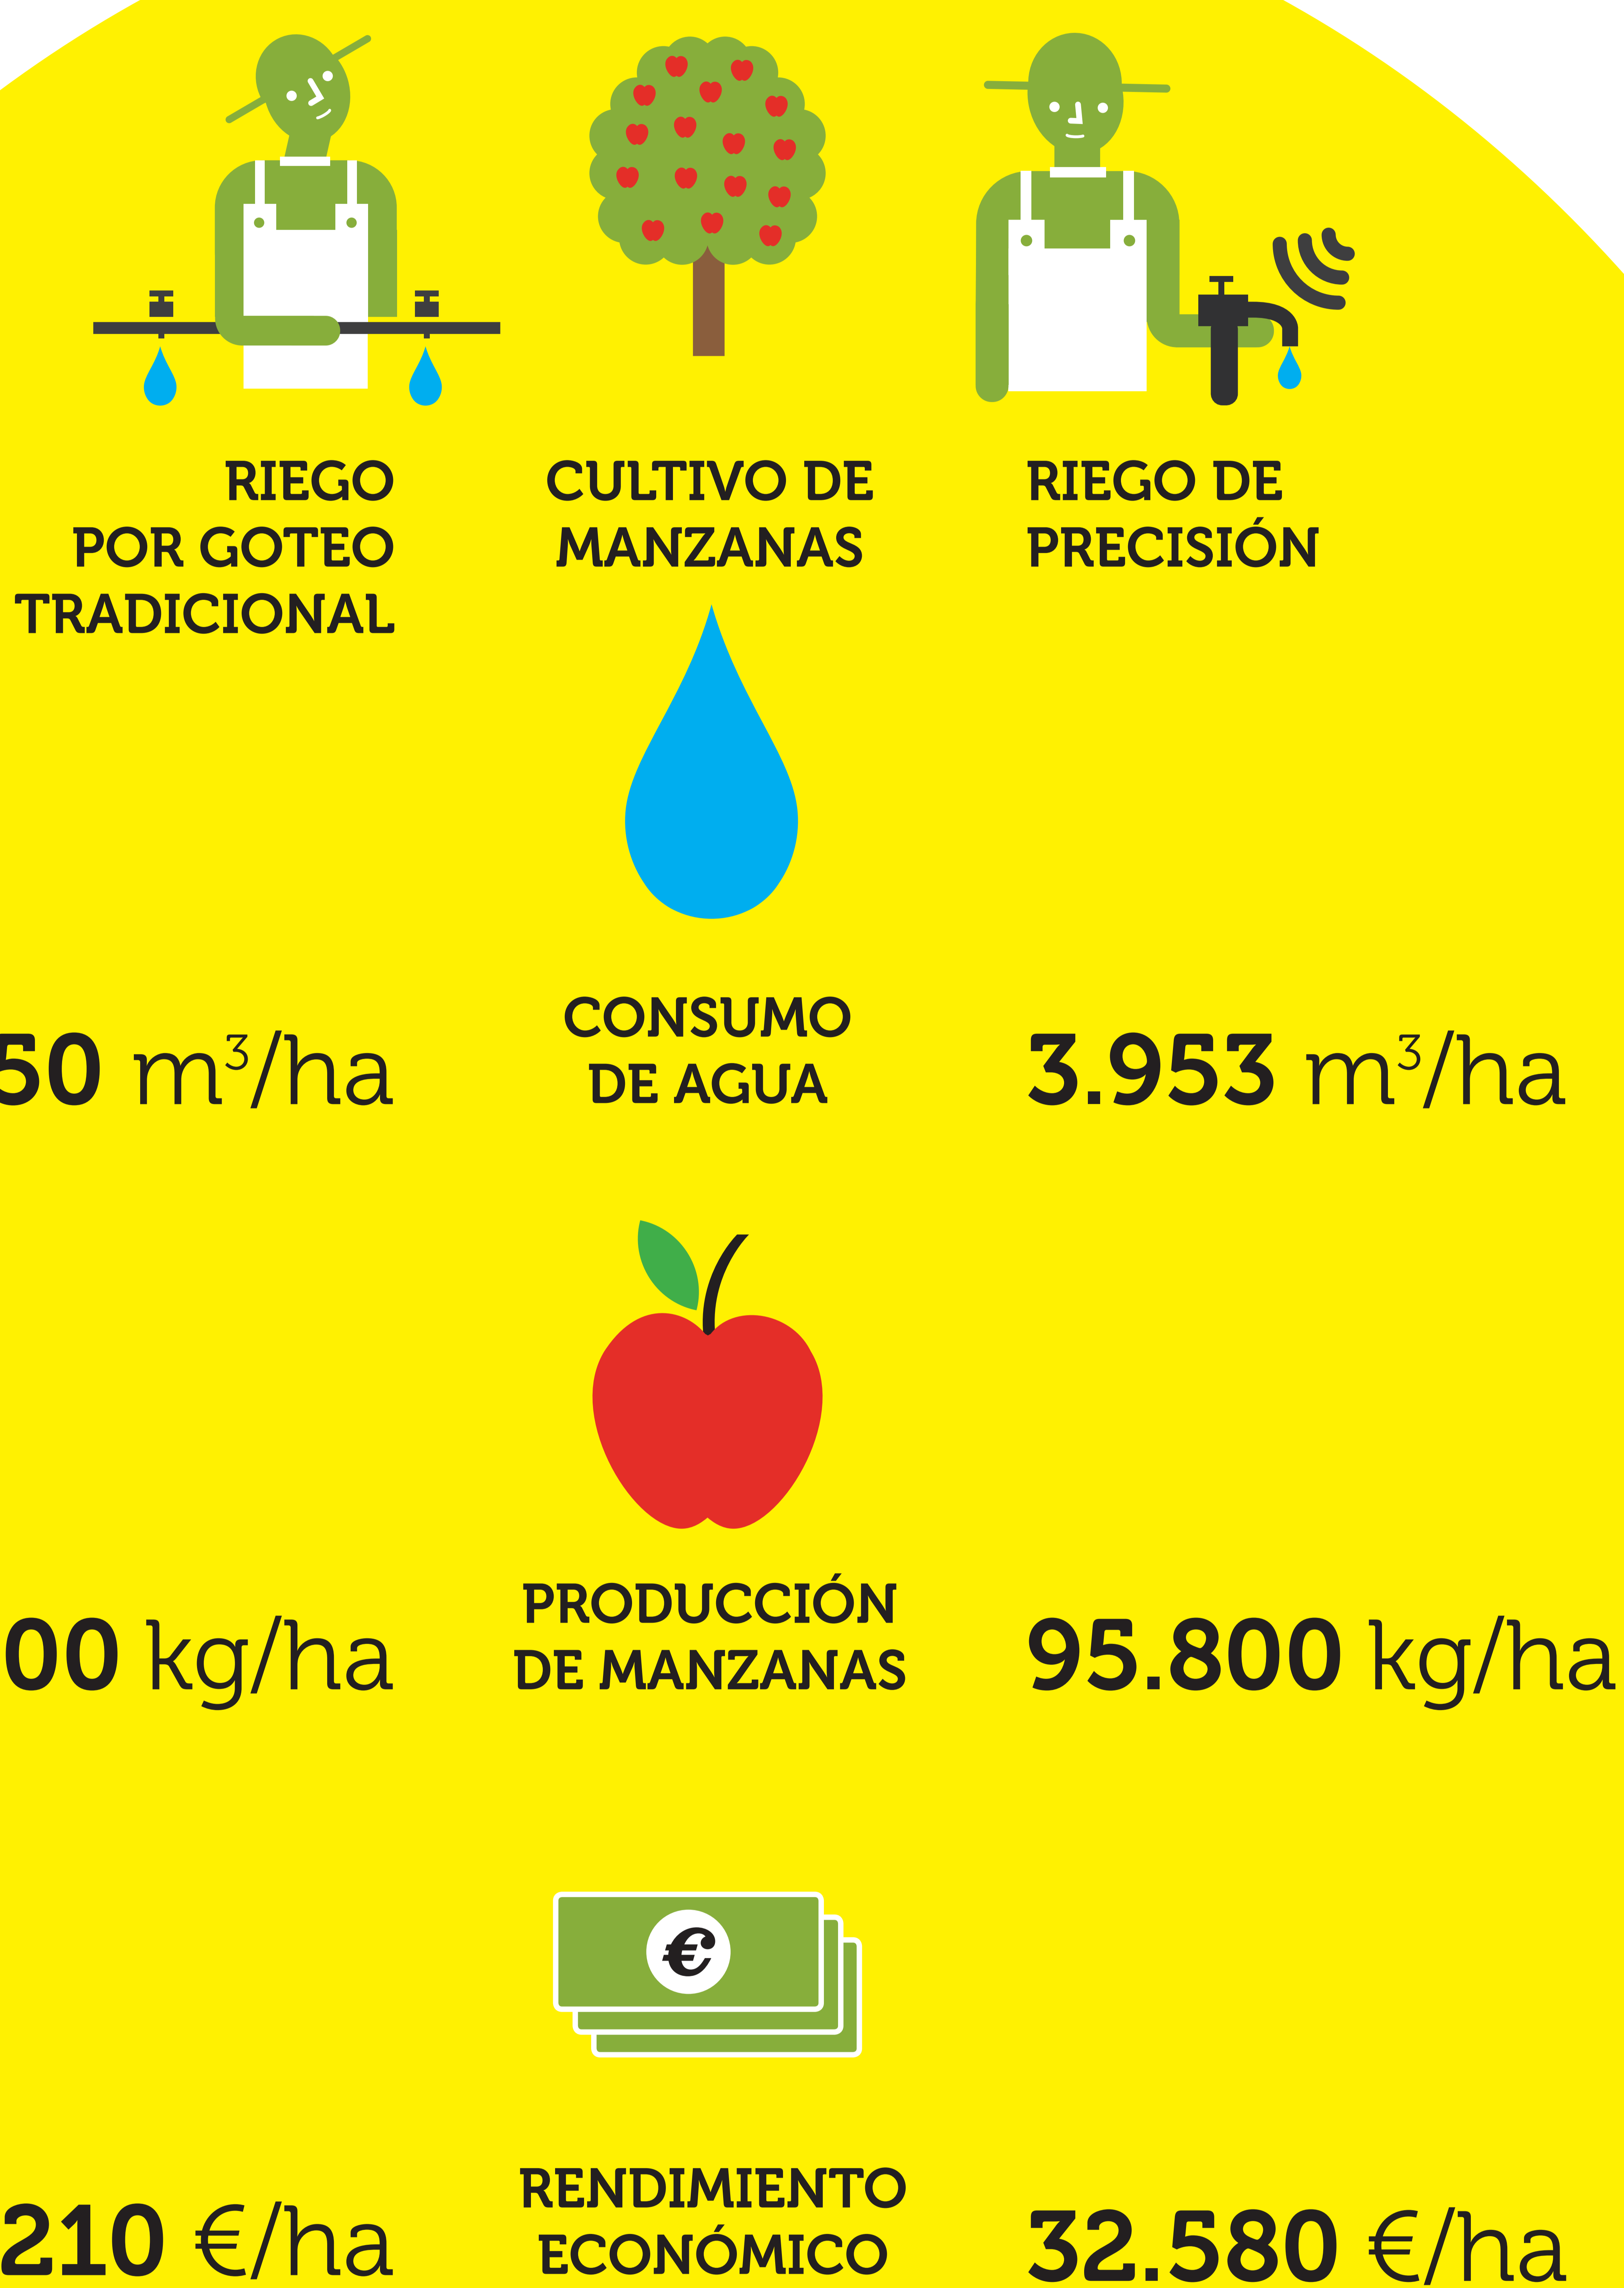 RIEGO
POR GOTEO
TRADICIONAL
CULTIVO DE
MANZANAS
RIEGO DE
PRECISIÓN
50 m³/ha
CONSUMO
DE AGUA
3.953 m³/ha
00 kg/ha
PRODUCCIÓN
DE MANZANAS
95.800 kg/ha
€
210 €/ha
RENDIMIENTO
ECONÓMICO
32.580 €/ha